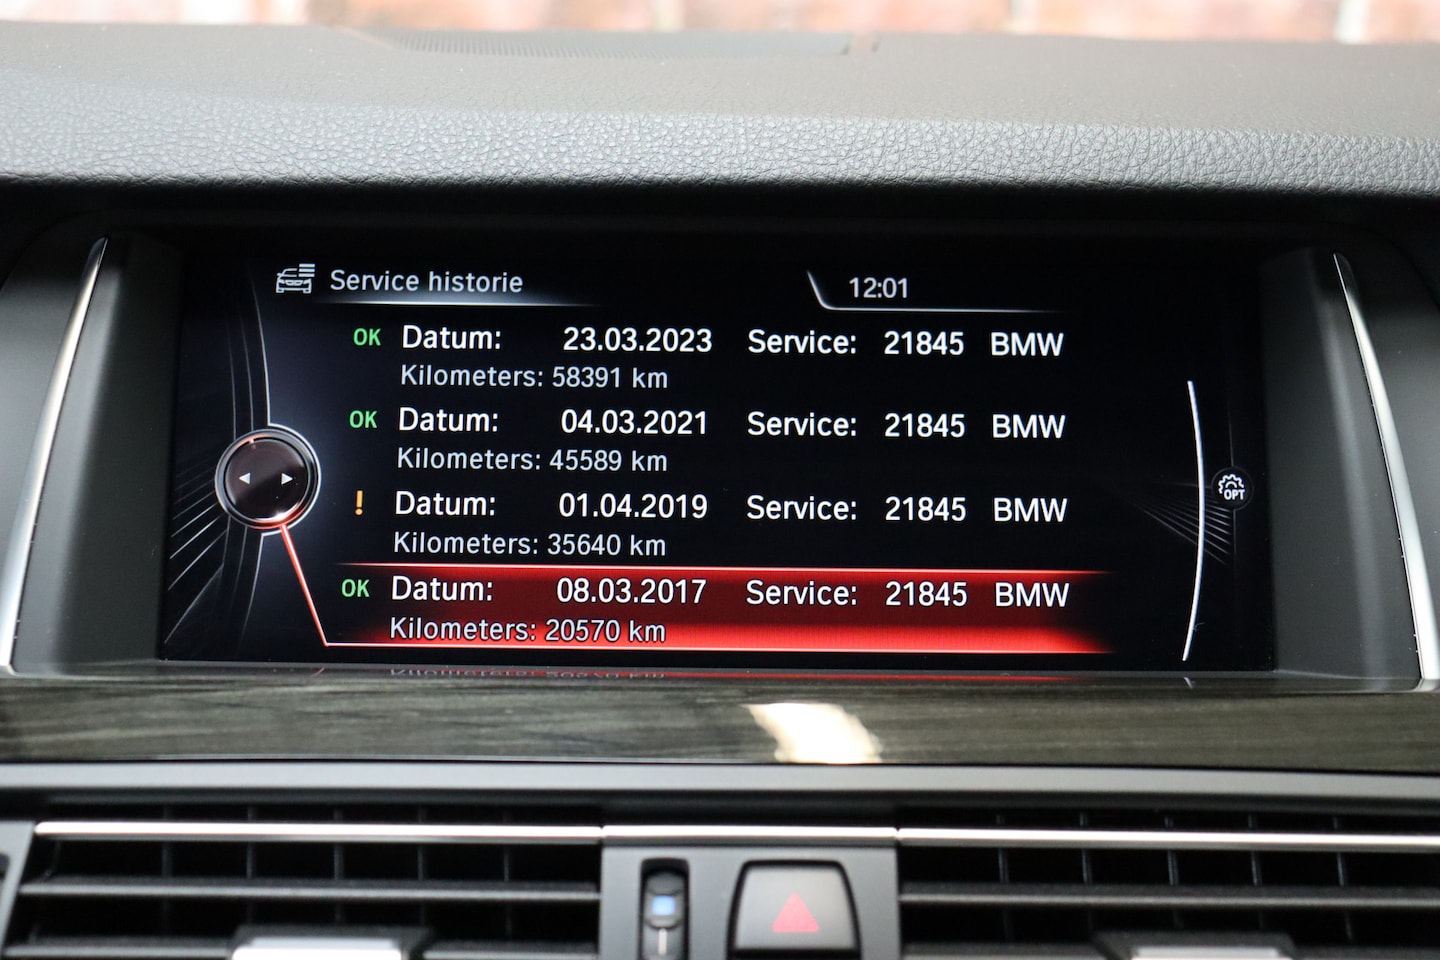 Service historie
12:01
OK Datum: 23.03.2023 Service: 21845 BMW
Kilometers: 58391 km
OK Datum: 04.03.2021 Service: 21845 BMW
Kilometers: 45589 km
! Datum: 01.04.2019 Service: 21845 BMW
Kilometers: 35640 km
OPT
OK Datum: 08.03.2017 Service: 21845 BMW
Kilometers: 20570 km